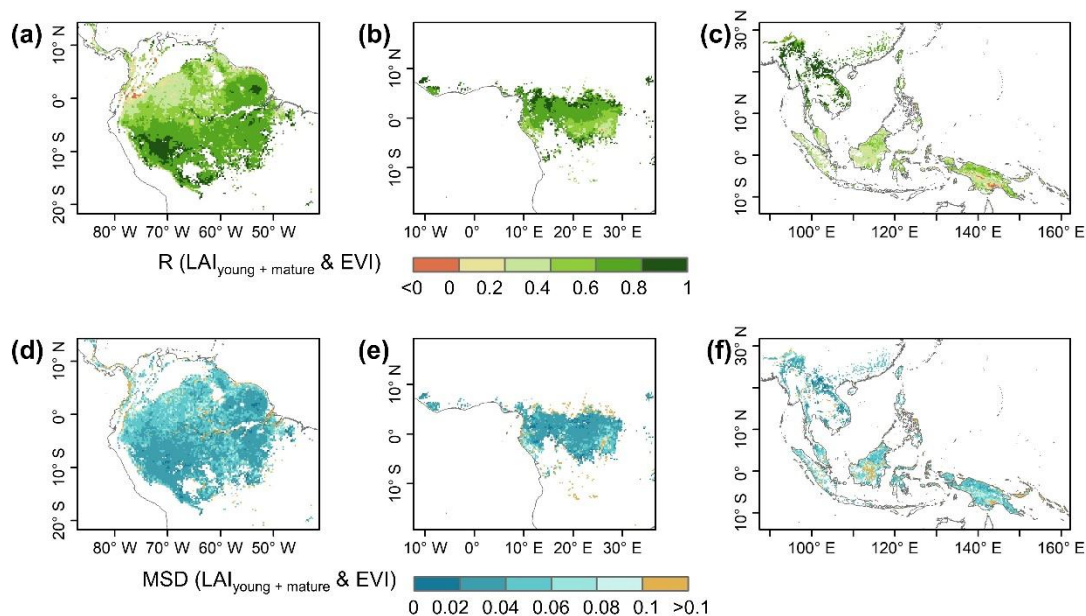 (a)
10° N
0°
10° S
20° S
80° W
70° W
60° W
50° W
(b)
10° N
0°
10° S
10° W
0°
10° E
20° E
30° E
(c)
30° N
20° N
10° N
0°
10° S
100° E
120° E
140° E
160° E
R (LAIyoung + mature & EVI)
<0 0 0.2 0.4 0.6 0.8 1
(d)
10° N
0°
10° S
20° S
80° W
70° W
60° W
50° W
(e)
10° N
0°
10° S
10° W
0°
10° E
20° E
30° E
(f)
30° N
20° N
10° N
0°
10° S
100° E
120° E
140° E
160° E
MSD (LAIyoung + mature & EVI)
0 0.02 0.04 0.06 0.08 0.1 >0.1